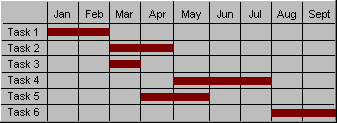 Jan Feb Mar Apr May Jun Jul Aug Sept
Task 1
Task 2
Task 3
Task 4
Task 5
Task 6